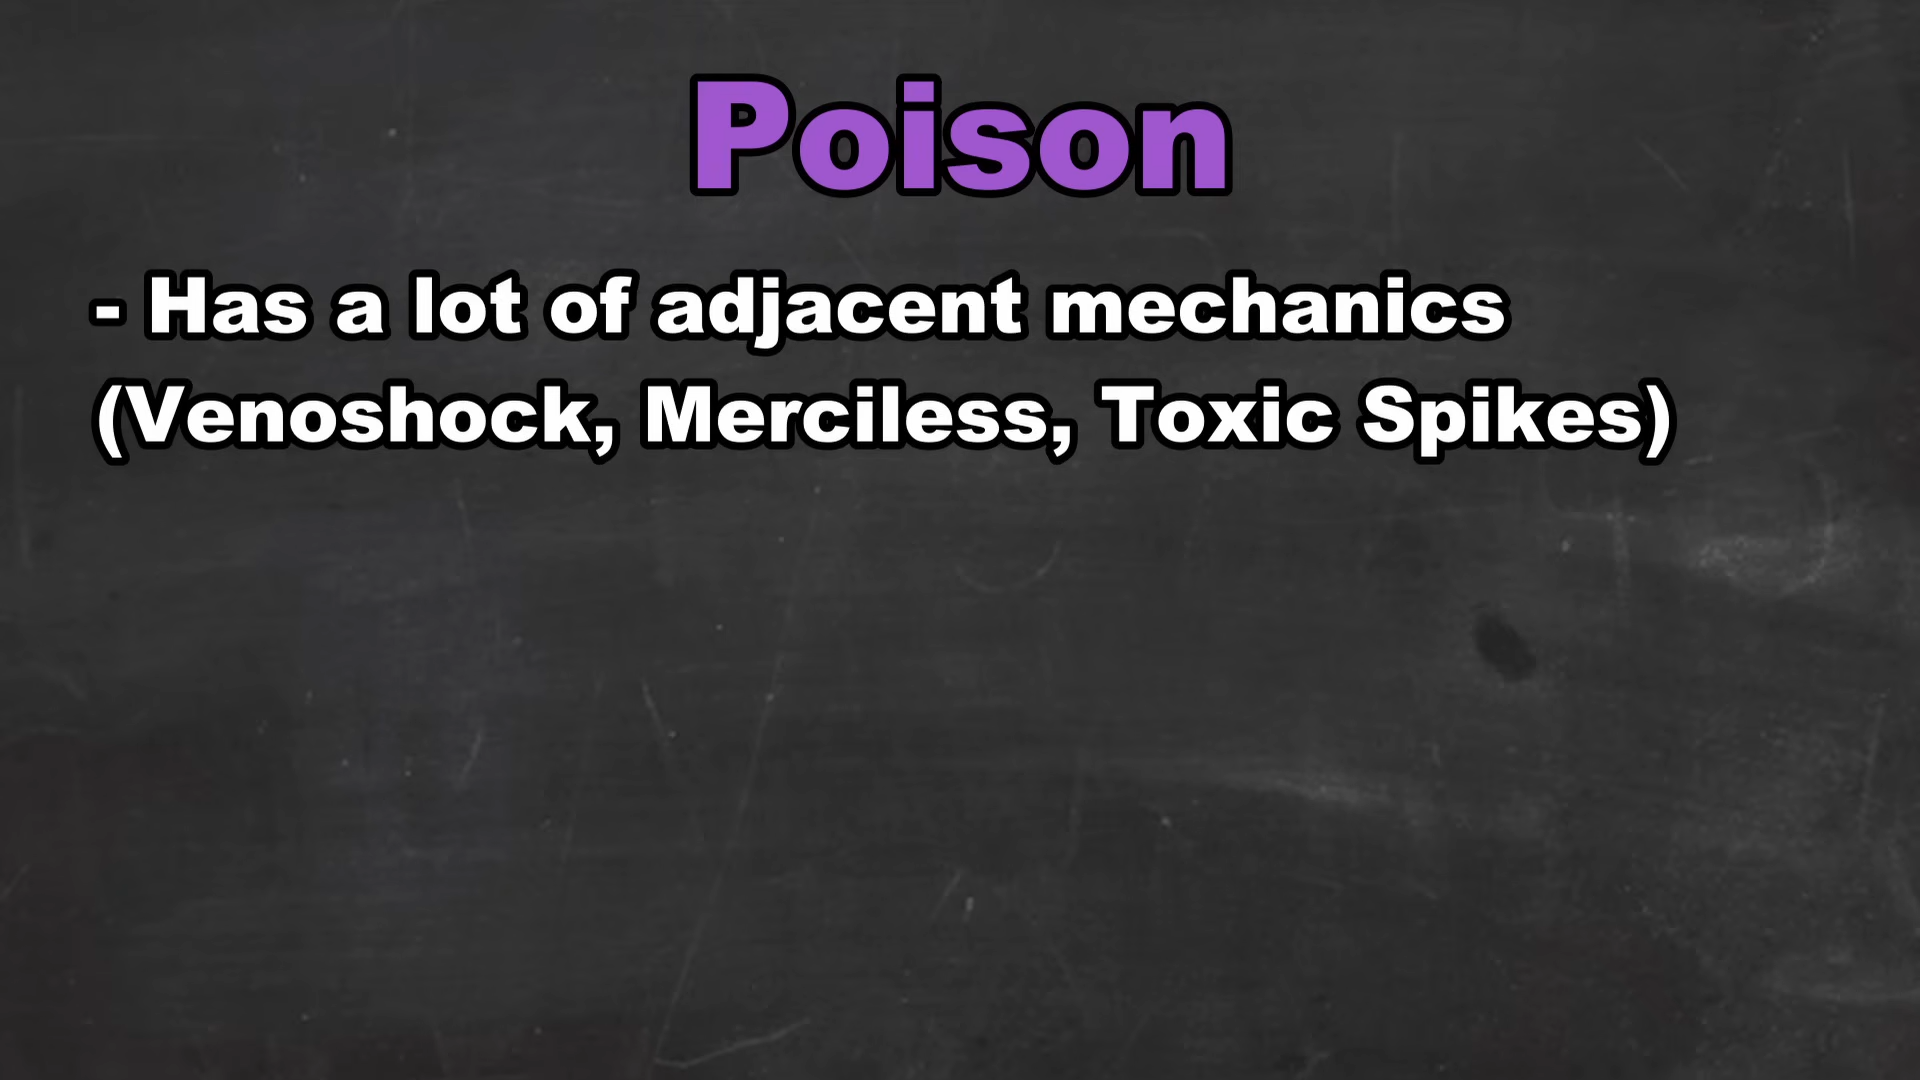 Poison
- Has a lot of adjacent mechanics
(Venoshock, Merciless, Toxic Spikes)